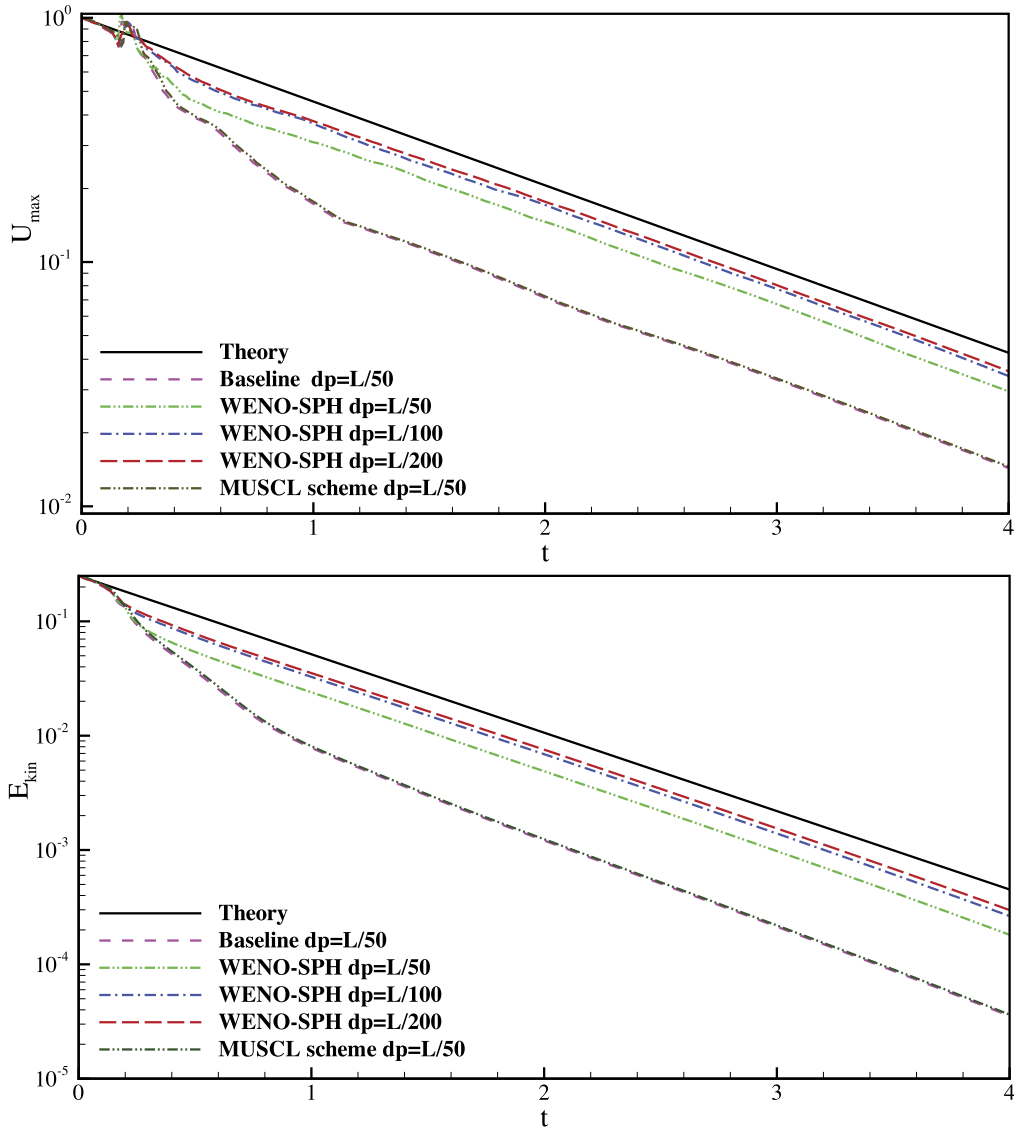 10⁰
U_max
10⁻¹
Theory
Baseline dp=L/50
WENO-SPH dp=L/50
WENO-SPH dp=L/100
WENO-SPH dp=L/200
MUSCL scheme dp=L/50
10⁻²
0 1 2 3 4
t
10⁻¹
10⁻²
E_kin
10⁻³
Theory
Baseline dp=L/50
WENO-SPH dp=L/50
10⁻⁴
WENO-SPH dp=L/100
WENO-SPH dp=L/200
MUSCL scheme dp=L/50
10⁻⁵
0 1 2 3 4
t